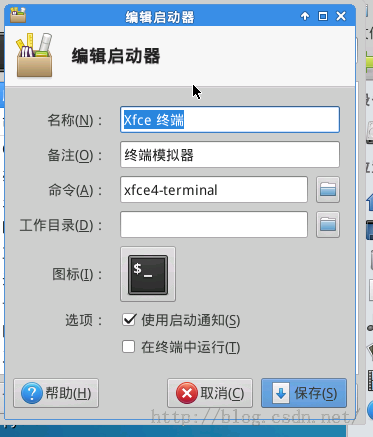 编辑启动器
编辑启动器
名称(N)： Xfce 终端
备注(O)： 终端模拟器
命令(A)： xfce4-terminal
工作目录(D)：
图标(I)： $_
选项： 使用启动通知(S)
在终端中运行(T)
帮助(H) 取消(C) 保存(S)
http://blog.csdn.net/